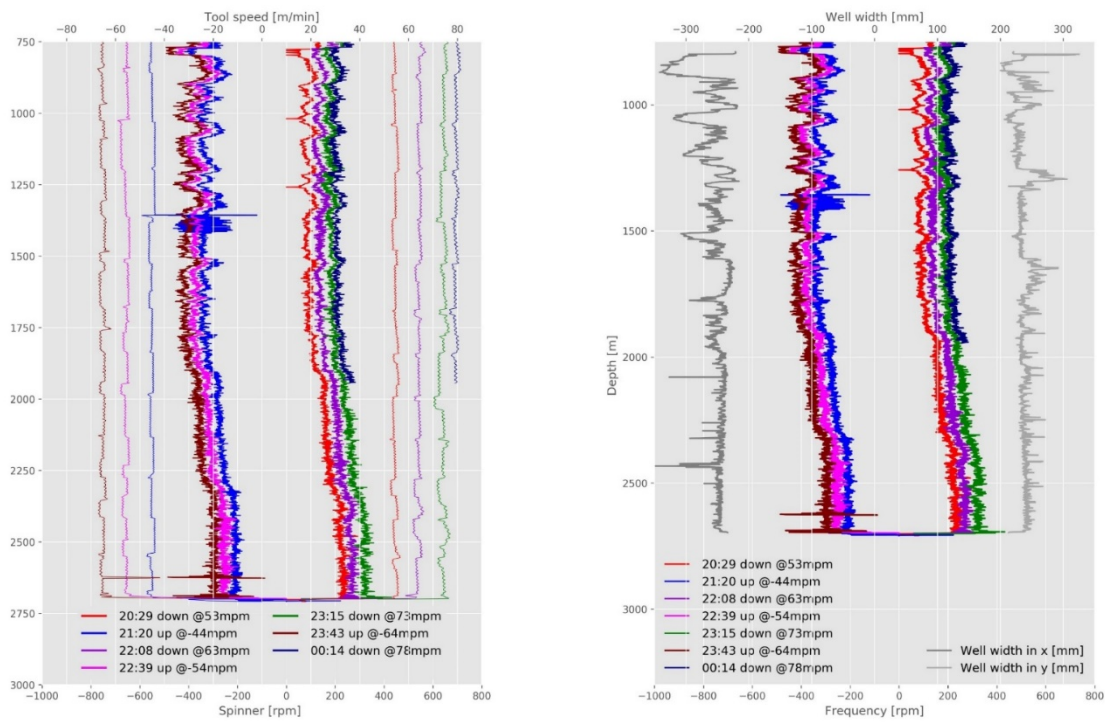 Tool speed [m/min]
−80 −60 −40 −20 0 20 40 60 80
750
1000
1250
1500
1750
2000
2250
2500
2750
3000
20:29 down @53mpm
21:20 up @-44mpm
22:08 down @63mpm
22:39 up @-54mpm
23:15 down @73mpm
23:43 up @-64mpm
00:14 down @78mpm
−1000 −800 −600 −400 −200 0 200 400 600 800
Spinner [rpm]
Well width [mm]
−300 −200 −100 0 100 200 300
Depth [m]
1000
1500
2000
2500
3000
20:29 down @53mpm
21:20 up @-44mpm
22:08 down @63mpm
22:39 up @-54mpm
23:15 down @73mpm
23:43 up @-64mpm
00:14 down @78mpm
Well width in x [mm]
Well width in y [mm]
−1000 −800 −600 −400 −200 0 200 400 600 800
Frequency [rpm]